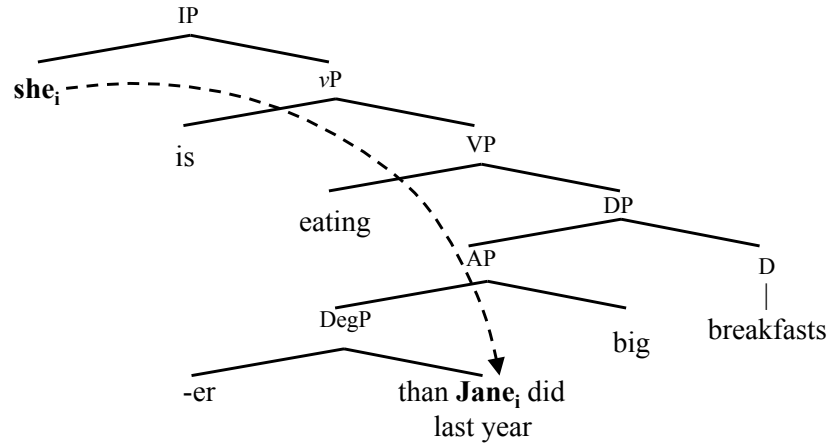 IP
she_i
vP
is
VP
eating
DP
AP
D
DegP
big
breakfasts
-er
than Jane_i did
last year